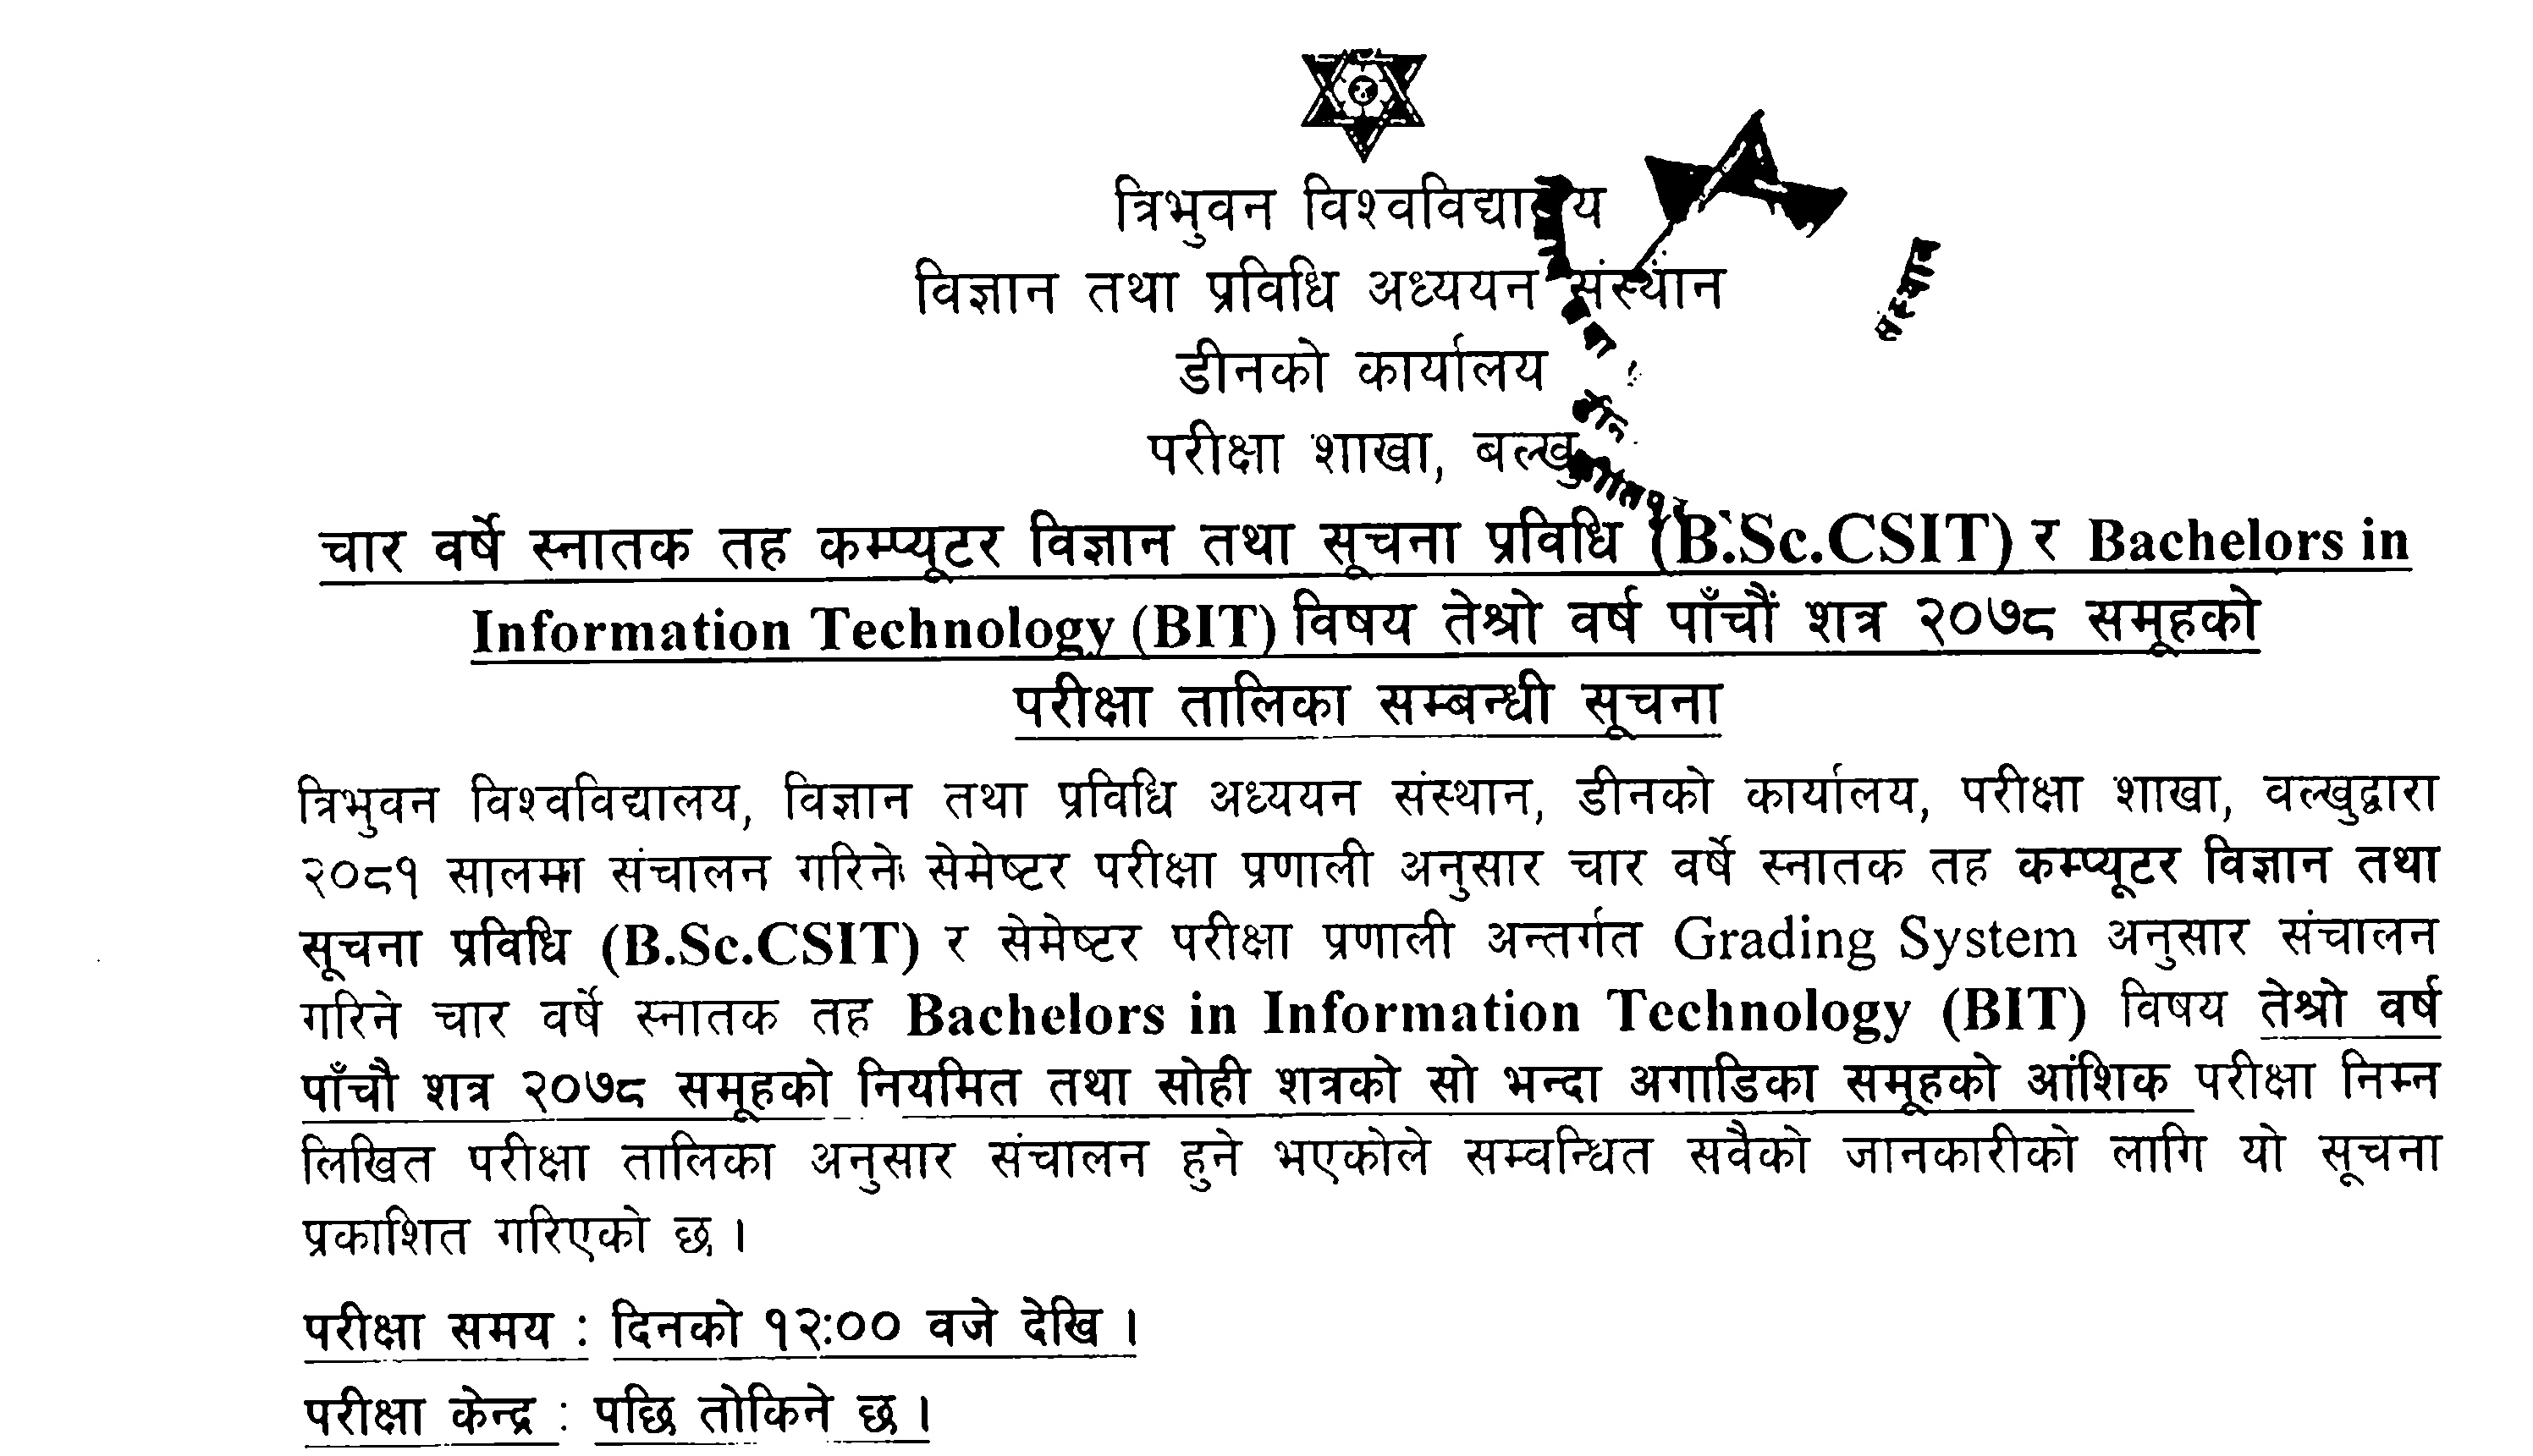 त्रिभुवन विश्वविद्यालय
विज्ञान तथा प्रविधि अध्ययन संस्थान
डीनको कार्यालय
परीक्षा शाखा, बल्खु
संस्थान
डीन
चार वर्षे स्नातक तह कम्प्यूटर विज्ञान तथा सूचना प्रविधि (B.Sc.CSIT) र Bachelors in
Information Technology (BIT) विषय तेश्रो वर्ष पाँचौं शत्र २०७८ समूहको
परीक्षा तालिका सम्बन्धी सूचना
त्रिभुवन विश्वविद्यालय, विज्ञान तथा प्रविधि अध्ययन संस्थान, डीनको कार्यालय, परीक्षा शाखा, वल्खुद्वारा
२०८१ सालमा संचालन गरिने सेमेष्टर परीक्षा प्रणाली अनुसार चार वर्षे स्नातक तह कम्प्यूटर विज्ञान तथा
सूचना प्रविधि (B.Sc.CSIT) र सेमेष्टर परीक्षा प्रणाली अन्तर्गत Grading System अनुसार संचालन
गरिने चार वर्षे स्नातक तह Bachelors in Information Technology (BIT) विषय तेश्रो वर्ष
पाँचौ शत्र २०७८ समूहको नियमित तथा सोही शत्रको सो भन्दा अगाडिका समूहको आंशिक परीक्षा निम्न
लिखित परीक्षा तालिका अनुसार संचालन हुने भएकोले सम्वन्धित सवैको जानकारीको लागि यो सूचना
प्रकाशित गरिएको छ ।
परीक्षा समय : दिनको १२:०० वजे देखि ।
परीक्षा केन्द्र : पछि तोकिने छ ।